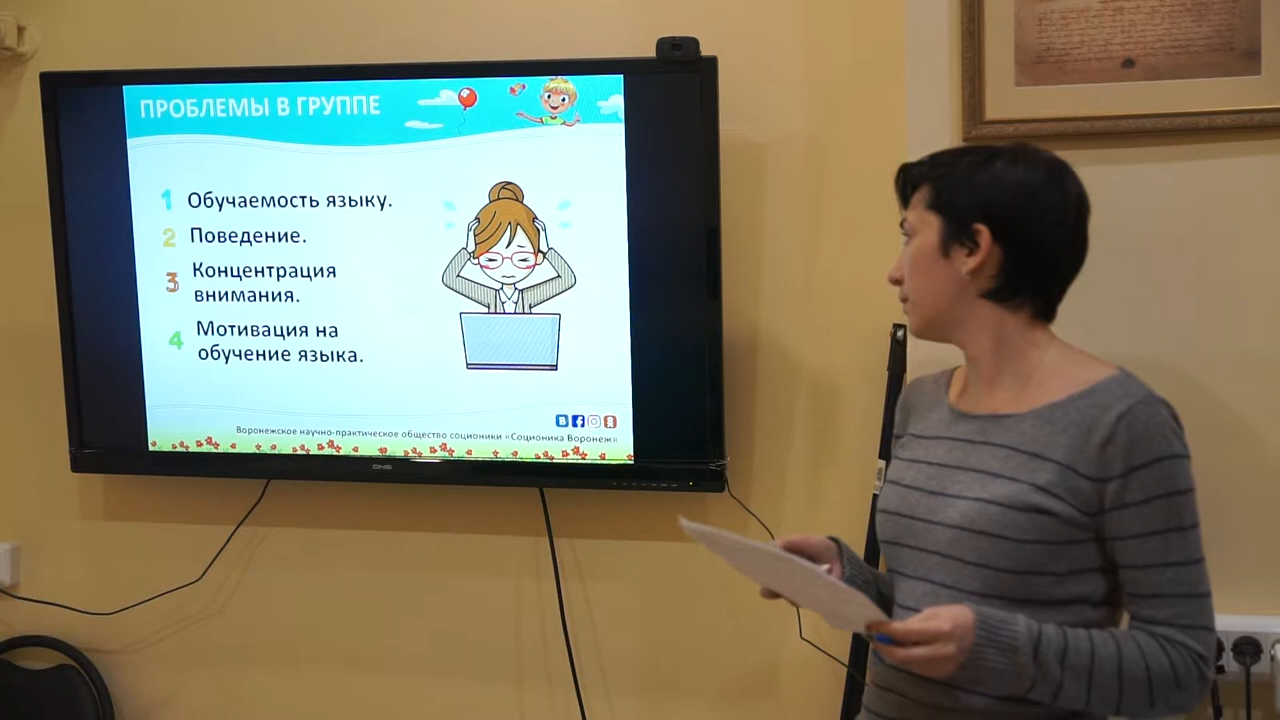 ПРОБЛЕМЫ В ГРУППЕ
1 Обучаемость языку.
2 Поведение.
3 Концентрация
внимания.
4 Мотивация на
обучение языка.
Воронежское научно-практическое общество соционики «Соционика Воронеж»